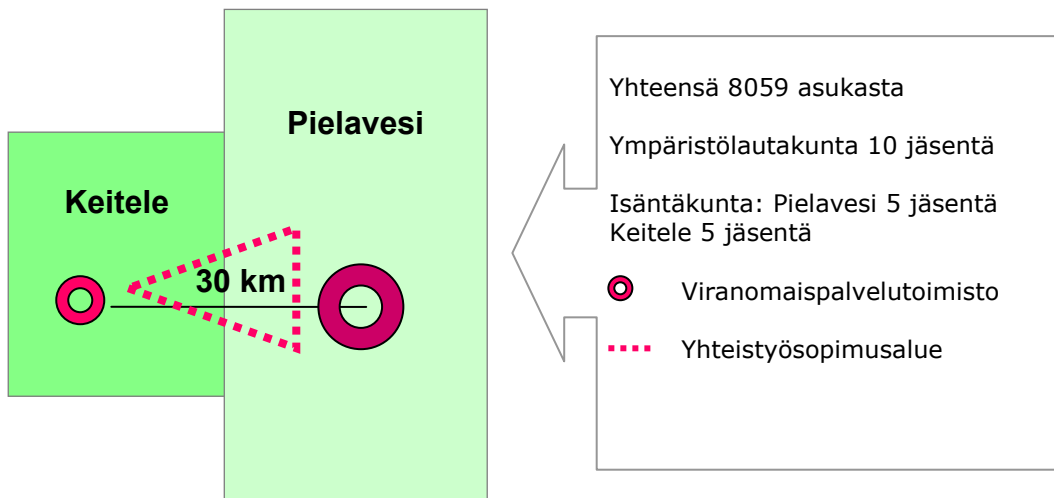 Pielavesi
Keitele
30 km
Yhteensä 8059 asukasta
Ympäristölautakunta 10 jäsentä
Isäntäkunta: Pielavesi 5 jäsentä
Keitele 5 jäsentä
Viranomaispalvelutoimisto
Yhteistyösopimusalue